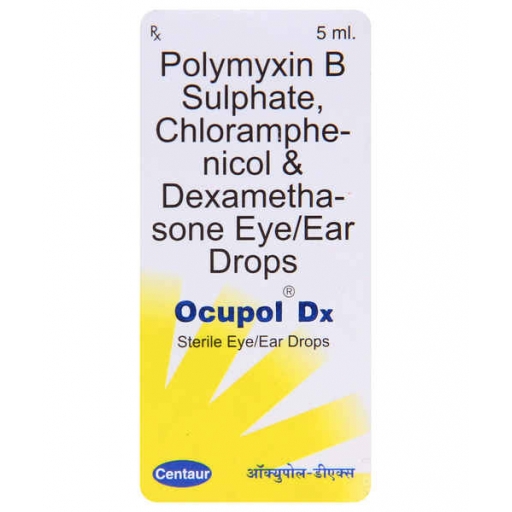 Rx 5 ml.
Polymyxin B
Sulphate,
Chloramphe-
nicol &
Dexametha-
sone Eye/Ear
Drops
Ocupol® Dx
Sterile Eye/Ear Drops
Centaur ऑक्युपोल-डीएक्स